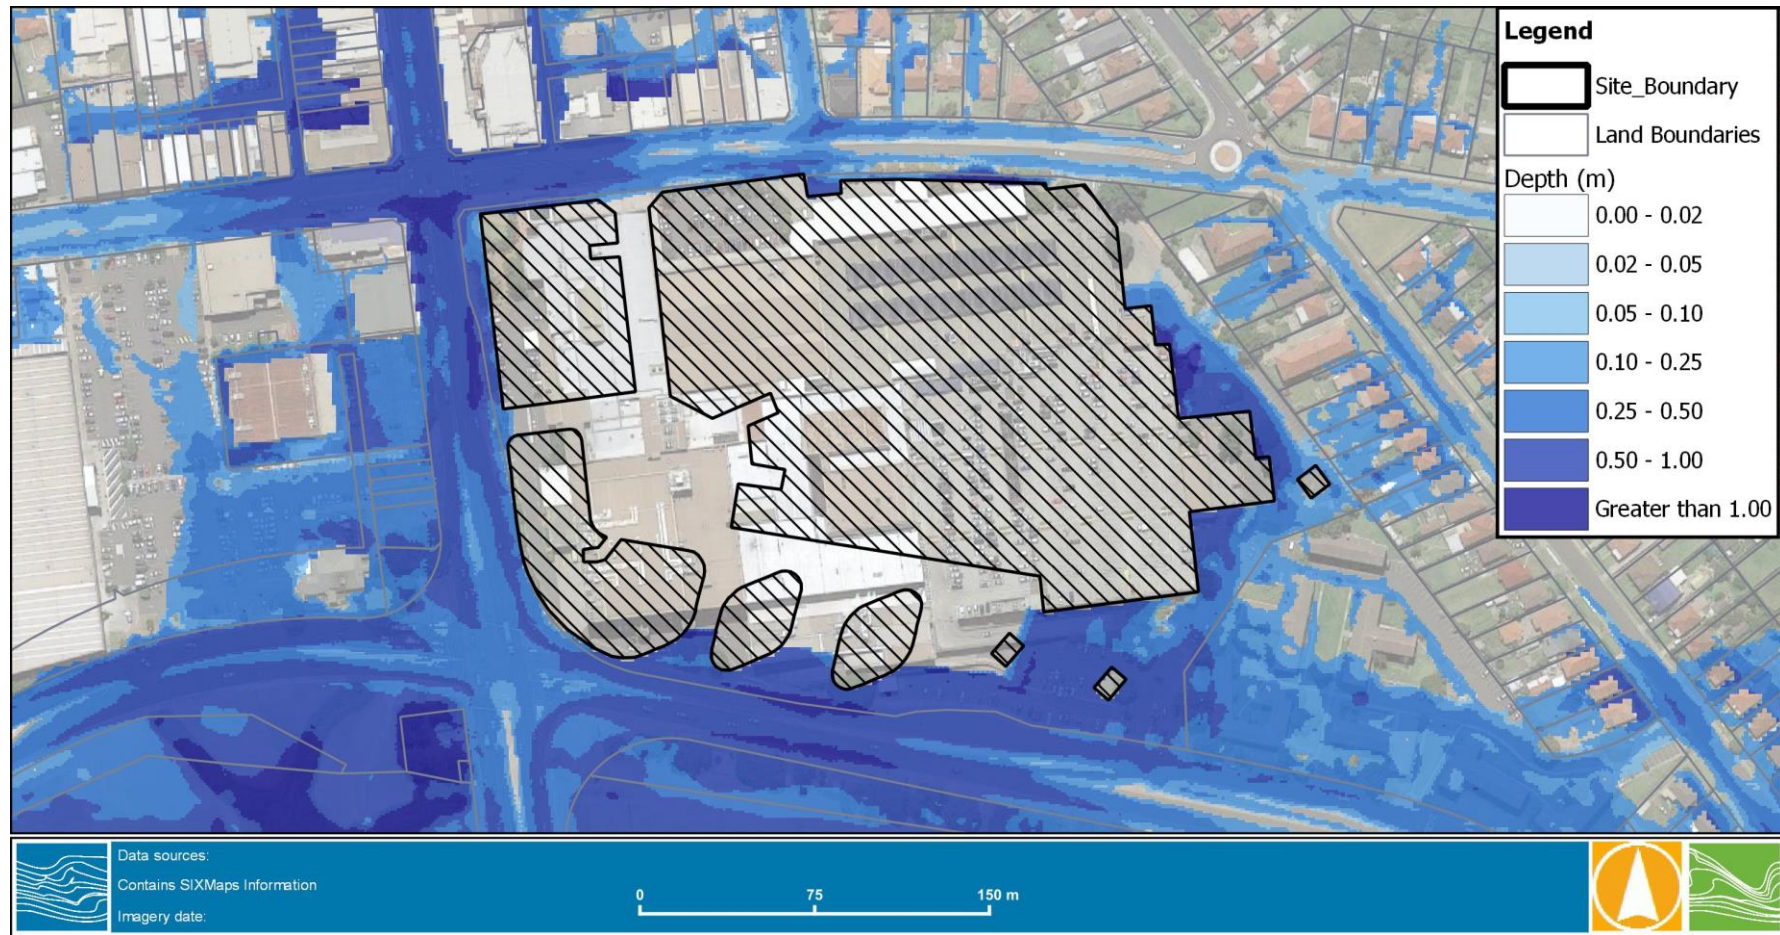 Legend
Site_Boundary
Land Boundaries
Depth (m)
0.00 - 0.02
0.02 - 0.05
0.05 - 0.10
0.10 - 0.25
0.25 - 0.50
0.50 - 1.00
Greater than 1.00
Data sources:
Contains SIXMaps Information
Imagery date:
0 75 150 m